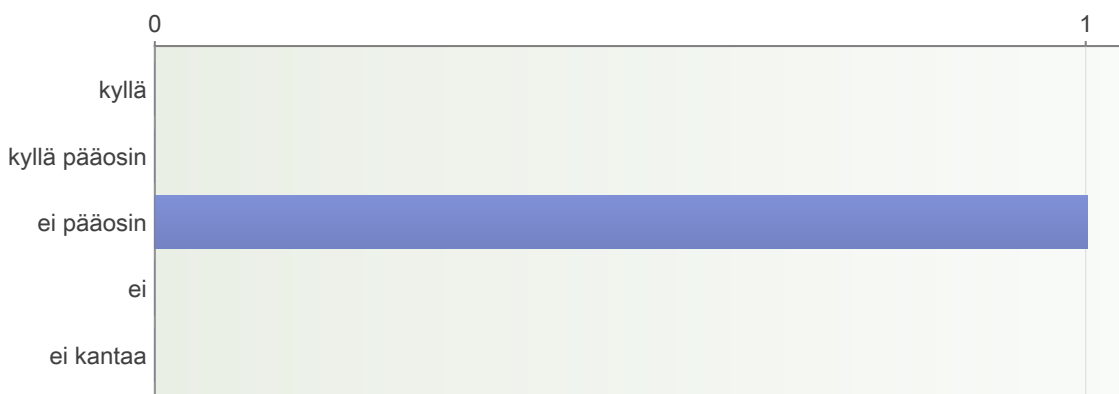 0 1
kyllä
kyllä pääosin
ei pääosin
ei
ei kantaa